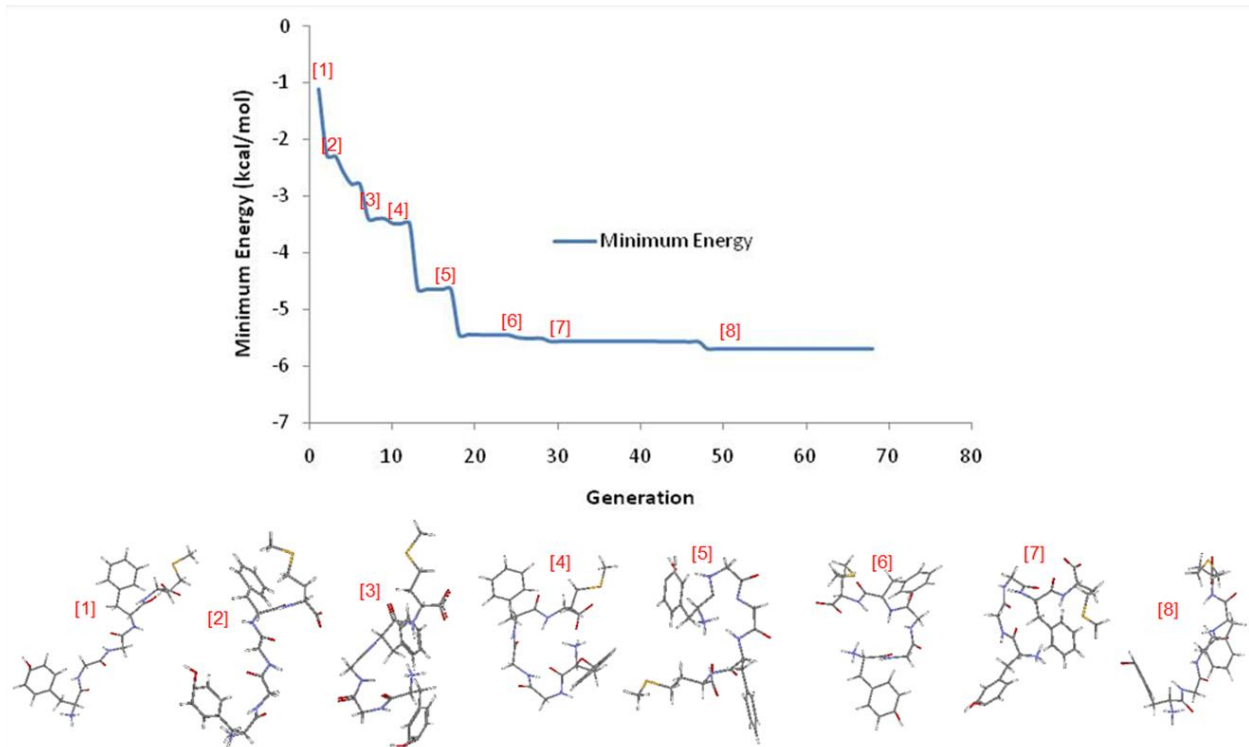 0
[1]
-1
[2]
-2
-3
[3] [4]
Minimum Energy (kcal/mol)
Minimum Energy
-4
[5]
-5
[6] [7] [8]
-6
-7
0 10 20 30 40 50 60 70 80
Generation
[1] [2] [3] [4] [5] [6] [7] [8]